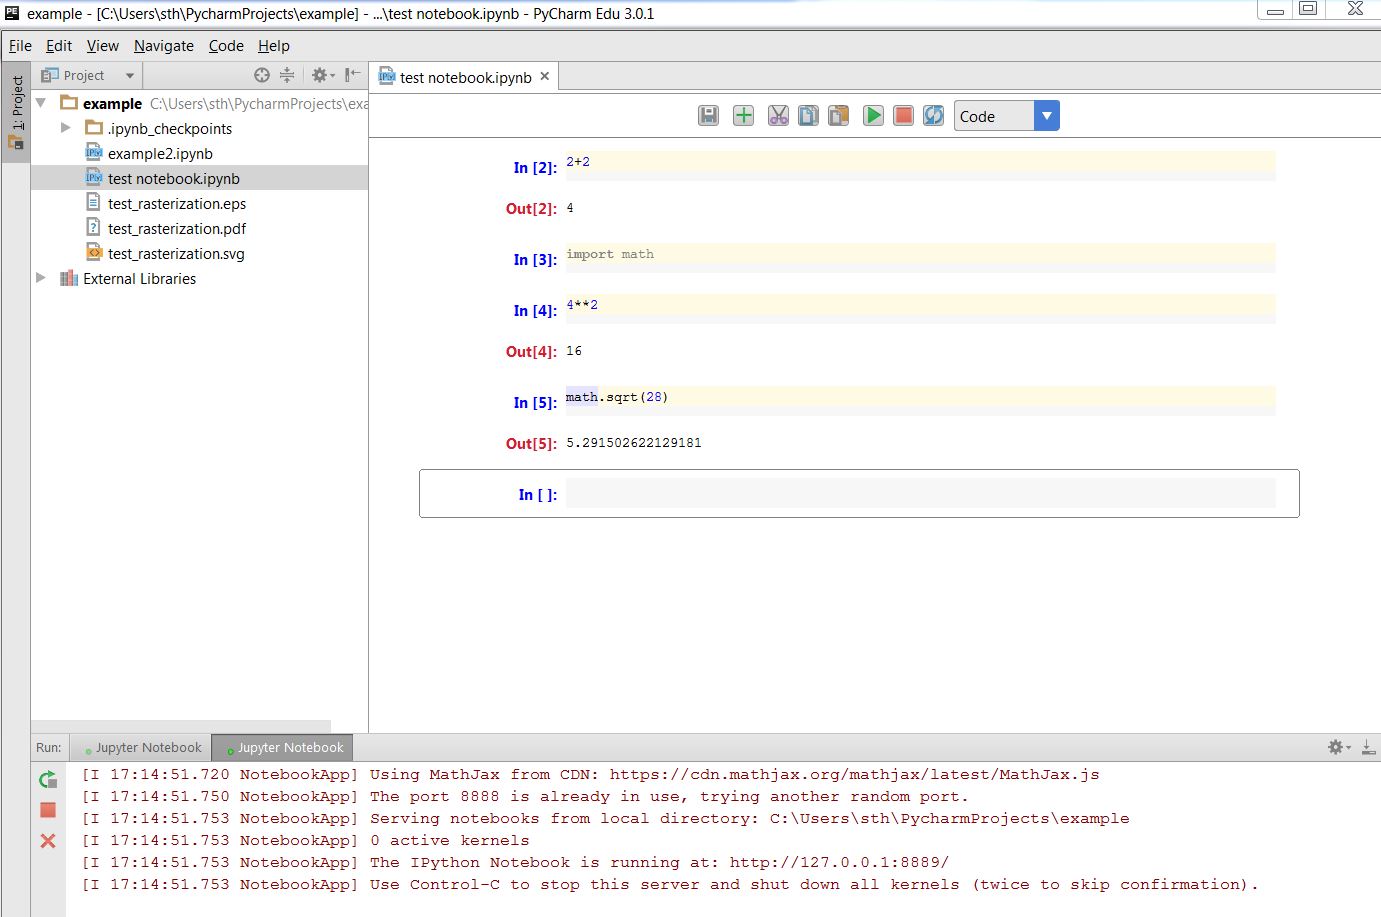 example - [C:\Users\sth\PycharmProjects\example] - ...\test notebook.ipynb - PyCharm Edu 3.0.1
File Edit View Navigate Code Help
1: Project
Project
example C:\Users\sth\PycharmProjects\exa
.ipynb_checkpoints
example2.ipynb
test notebook.ipynb
test_rasterization.eps
test_rasterization.pdf
test_rasterization.svg
External Libraries
test notebook.ipynb
Code
In [2]: 2+2
Out[2]: 4
In [3]: import math
In [4]: 4**2
Out[4]: 16
In [5]: math.sqrt(28)
Out[5]: 5.291502622129181
In [ ]:
Run: Jupyter Notebook Jupyter Notebook
[I 17:14:51.720 NotebookApp] Using MathJax from CDN: https://cdn.mathjax.org/mathjax/latest/MathJax.js
[I 17:14:51.750 NotebookApp] The port 8888 is already in use, trying another random port.
[I 17:14:51.753 NotebookApp] Serving notebooks from local directory: C:\Users\sth\PycharmProjects\example
[I 17:14:51.753 NotebookApp] 0 active kernels
[I 17:14:51.753 NotebookApp] The IPython Notebook is running at: http://127.0.0.1:8889/
[I 17:14:51.753 NotebookApp] Use Control-C to stop this server and shut down all kernels (twice to skip confirmation).